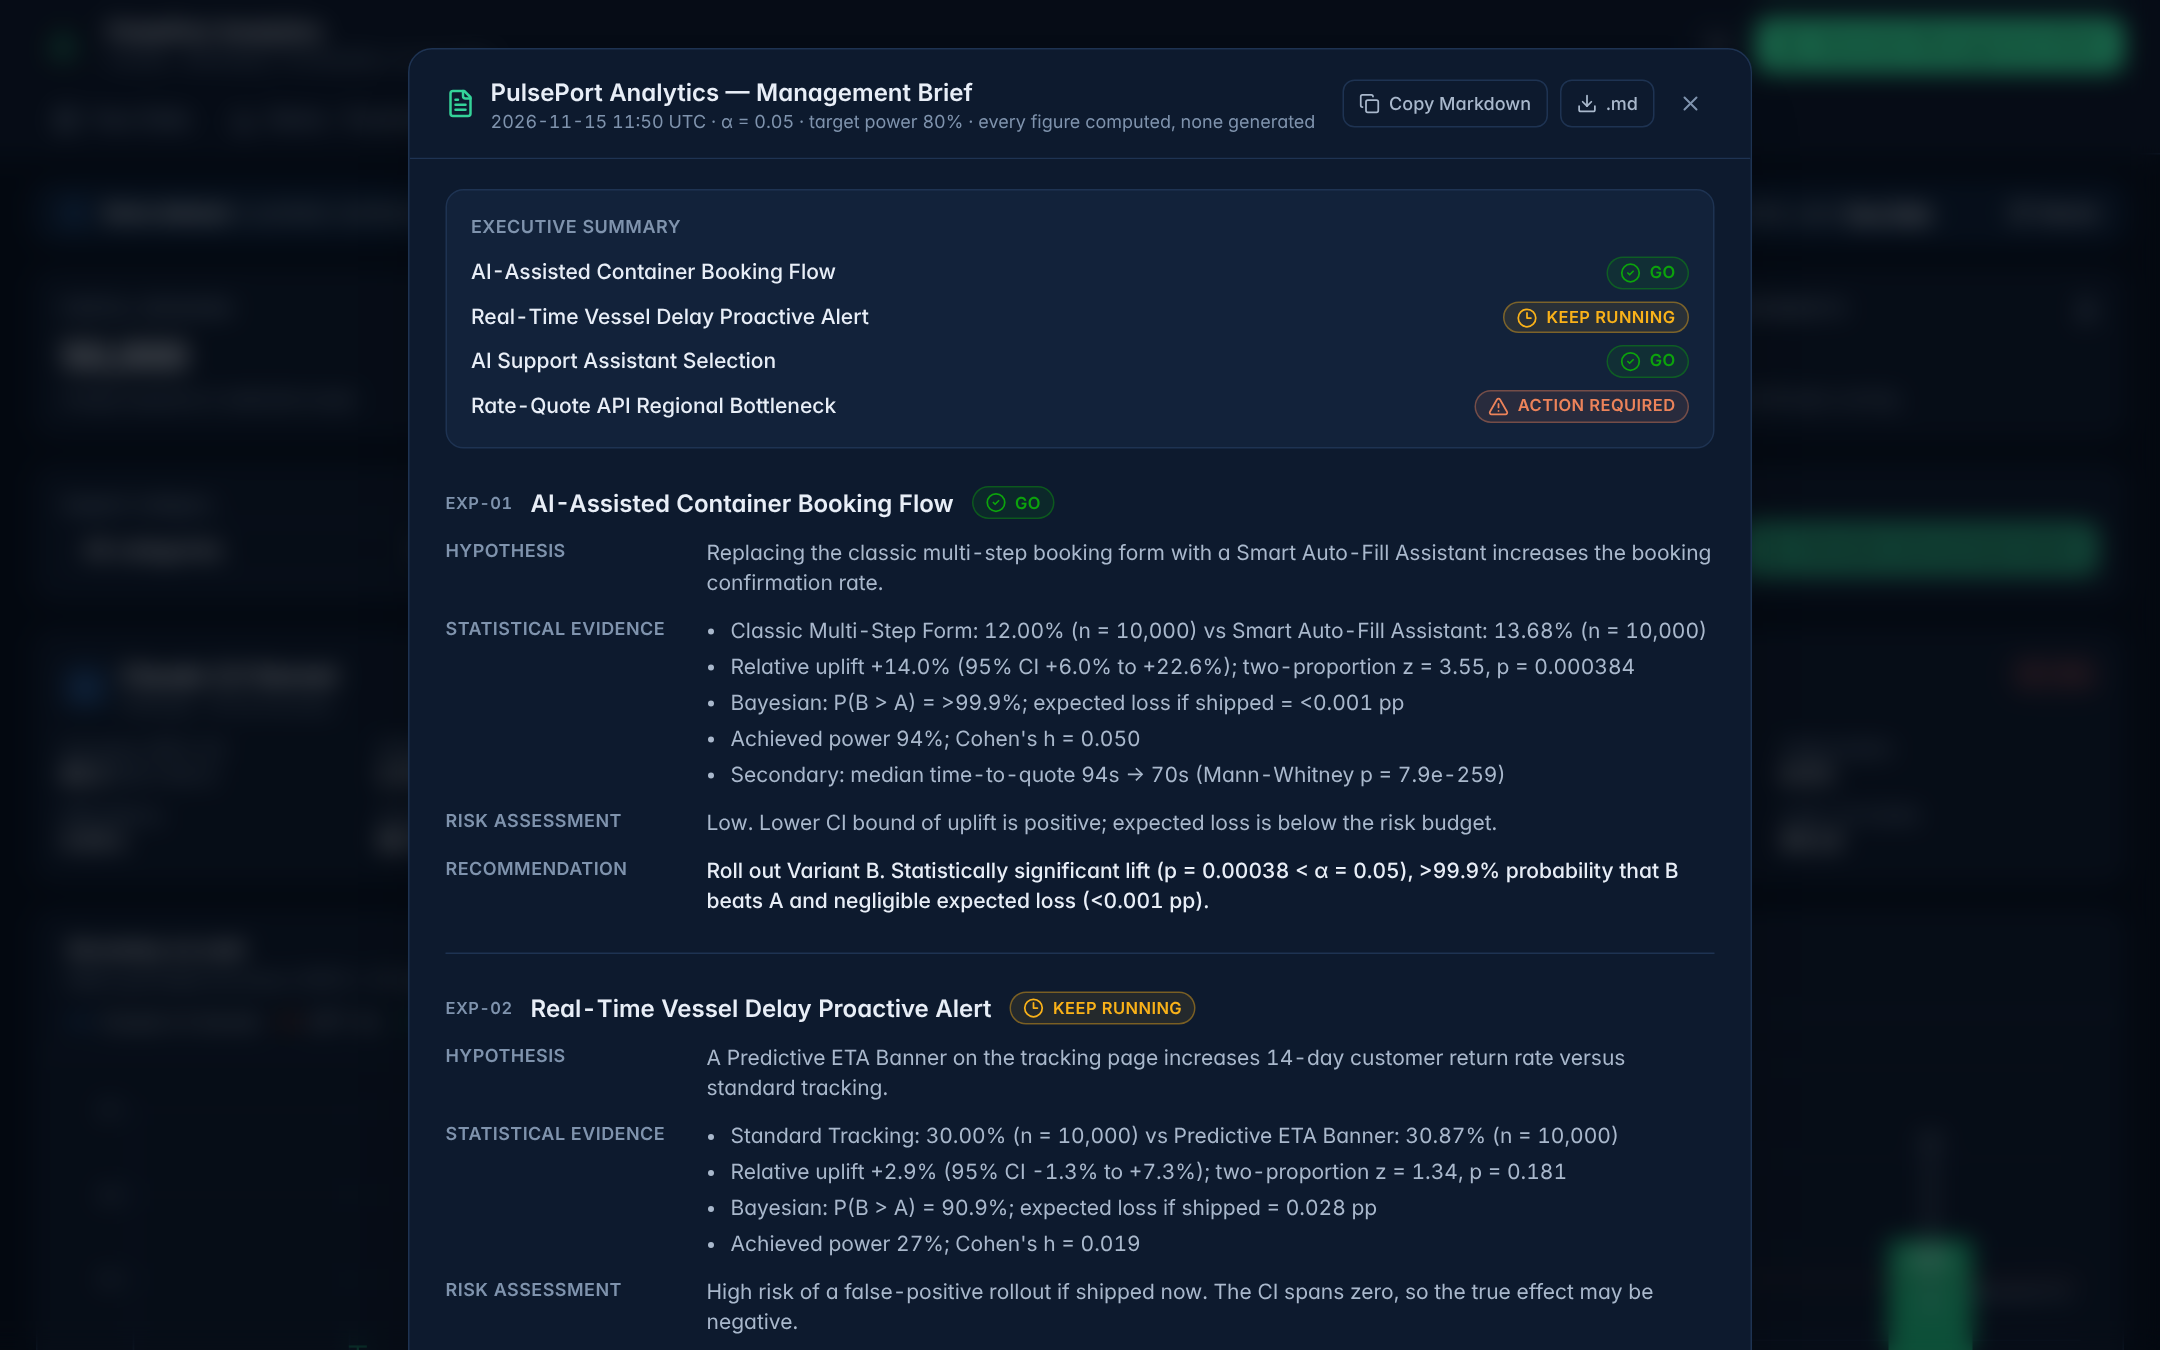 PulsePort Analytics — Management Brief
2026-11-15 11:50 UTC · α = 0.05 · target power 80% · every figure computed, none generated
Copy Markdown
.md
EXECUTIVE SUMMARY
AI-Assisted Container Booking Flow
GO
Real-Time Vessel Delay Proactive Alert
KEEP RUNNING
AI Support Assistant Selection
GO
Rate-Quote API Regional Bottleneck
ACTION REQUIRED
EXP-01 AI-Assisted Container Booking Flow GO
HYPOTHESIS
Replacing the classic multi-step booking form with a Smart Auto-Fill Assistant increases the booking
confirmation rate.
STATISTICAL EVIDENCE
• Classic Multi-Step Form: 12.00% (n = 10,000) vs Smart Auto-Fill Assistant: 13.68% (n = 10,000)
• Relative uplift +14.0% (95% CI +6.0% to +22.6%); two-proportion z = 3.55, p = 0.000384
• Bayesian: P(B > A) = >99.9%; expected loss if shipped = <0.001 pp
• Achieved power 94%; Cohen's h = 0.050
• Secondary: median time-to-quote 94s → 70s (Mann-Whitney p = 7.9e-259)
RISK ASSESSMENT
Low. Lower CI bound of uplift is positive; expected loss is below the risk budget.
RECOMMENDATION
Roll out Variant B. Statistically significant lift (p = 0.00038 < α = 0.05), >99.9% probability that B
beats A and negligible expected loss (<0.001 pp).
EXP-02 Real-Time Vessel Delay Proactive Alert KEEP RUNNING
HYPOTHESIS
A Predictive ETA Banner on the tracking page increases 14-day customer return rate versus
standard tracking.
STATISTICAL EVIDENCE
• Standard Tracking: 30.00% (n = 10,000) vs Predictive ETA Banner: 30.87% (n = 10,000)
• Relative uplift +2.9% (95% CI -1.3% to +7.3%); two-proportion z = 1.34, p = 0.181
• Bayesian: P(B > A) = 90.9%; expected loss if shipped = 0.028 pp
• Achieved power 27%; Cohen's h = 0.019
RISK ASSESSMENT
High risk of a false-positive rollout if shipped now. The CI spans zero, so the true effect may be
negative.